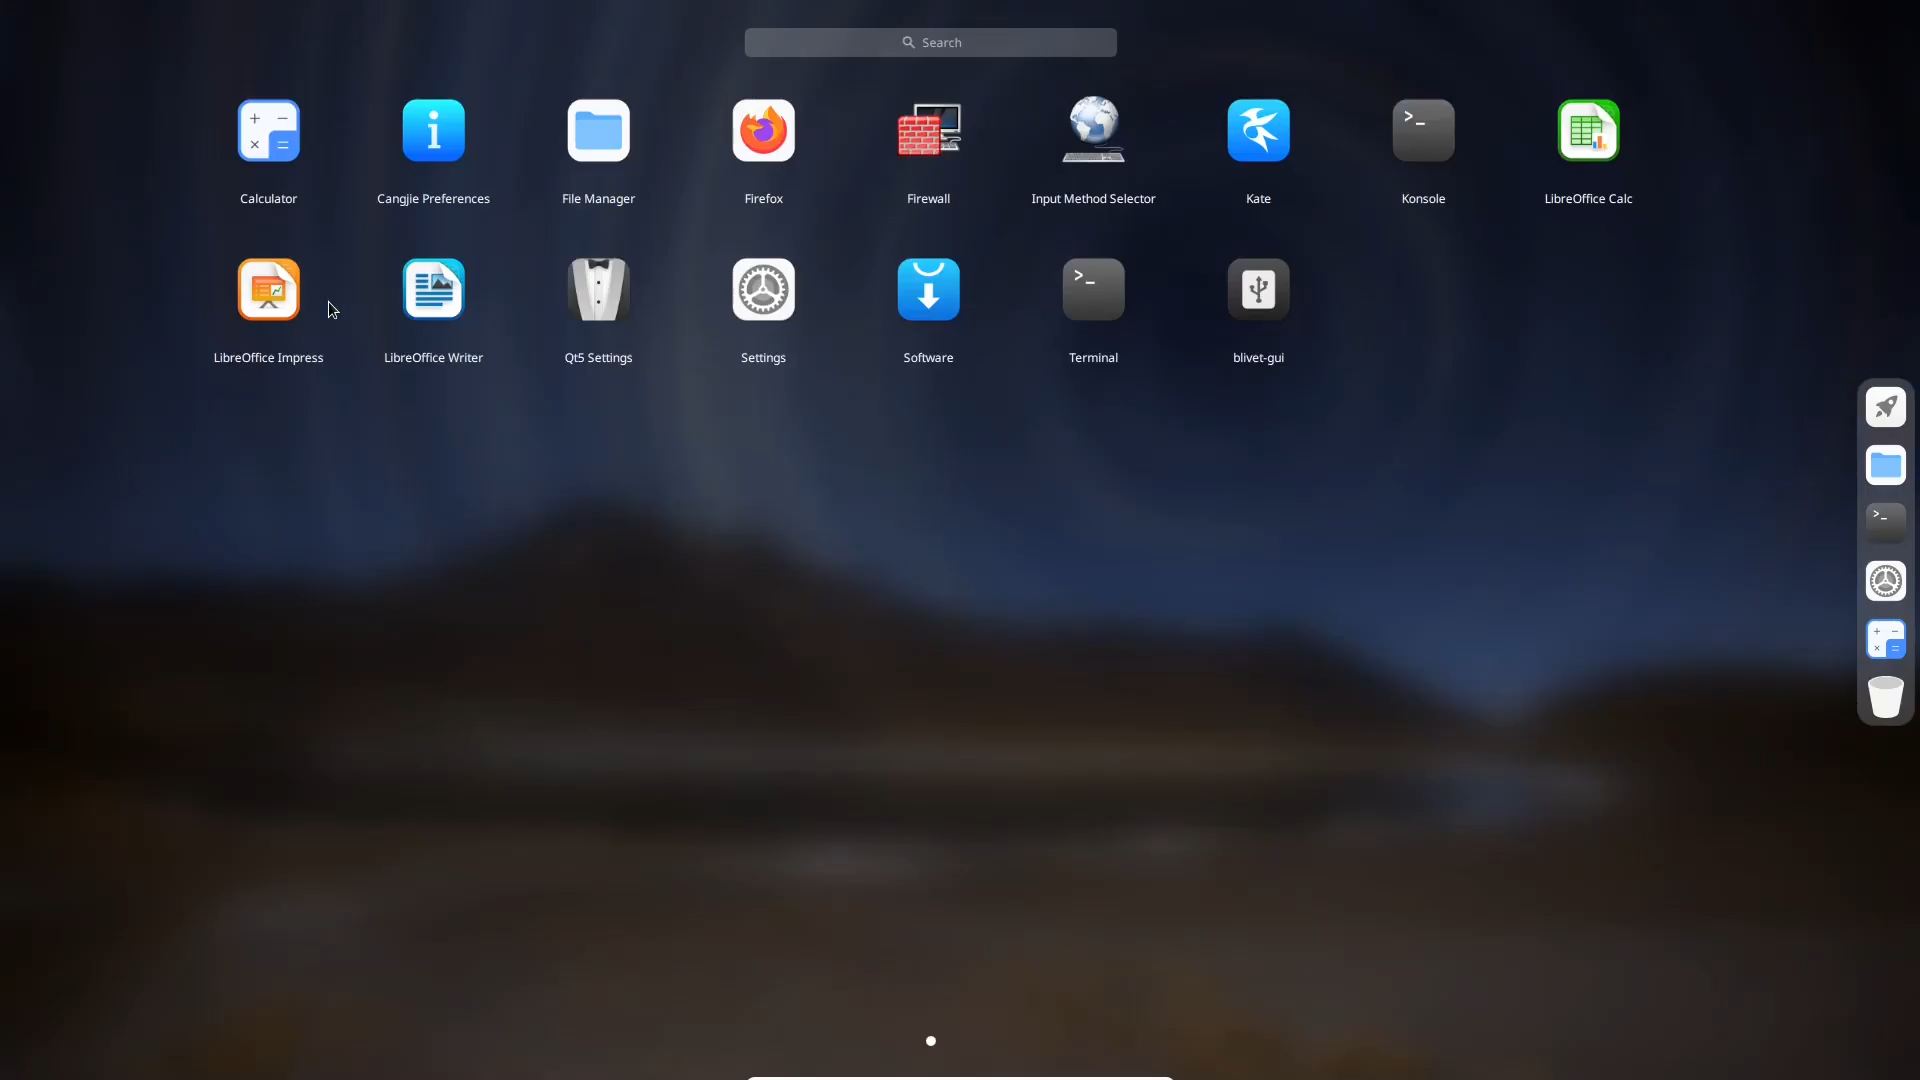 Search
Calculator
Cangjie Preferences
File Manager
Firefox
Firewall
Input Method Selector
Kate
Konsole
LibreOffice Calc
LibreOffice Impress
LibreOffice Writer
Qt5 Settings
Settings
Software
Terminal
blivet-gui